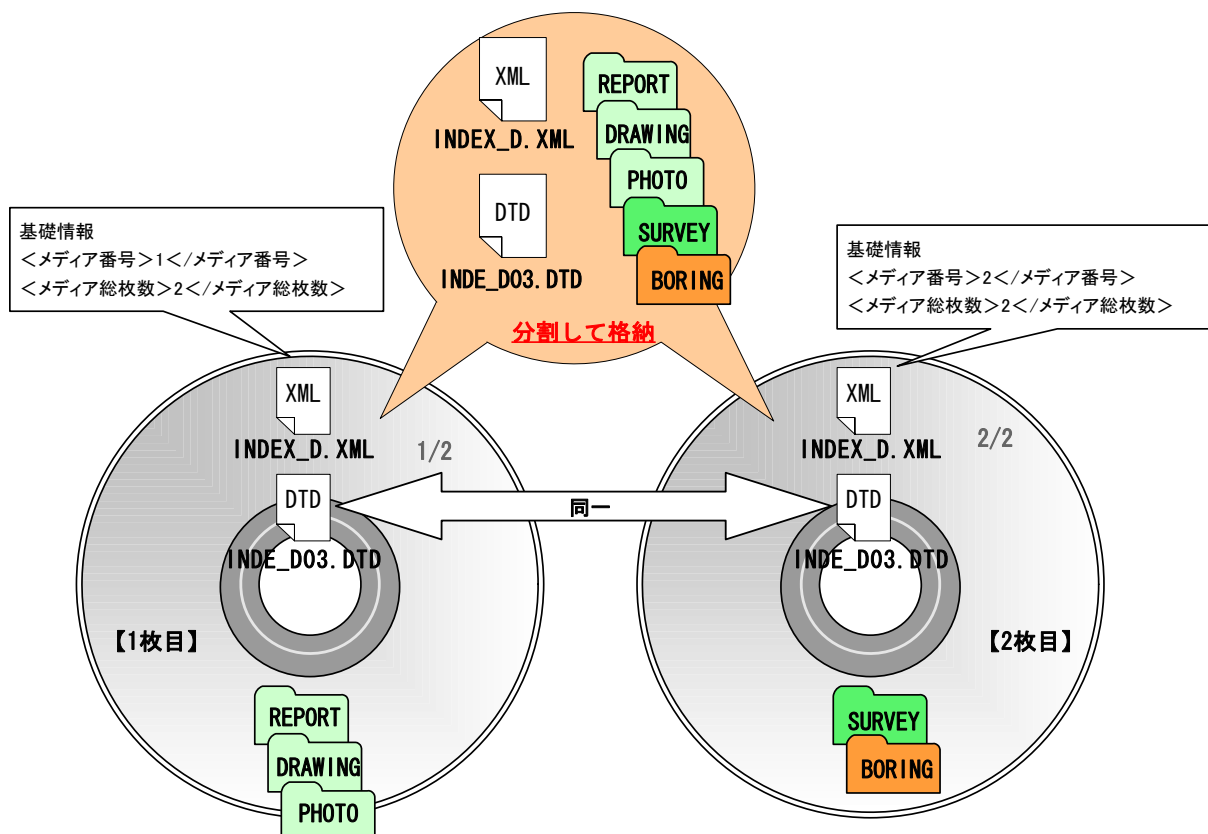 XML
INDEX_D.XML
DTD
INDE_D03.DTD
REPORT
DRAWING
PHOTO
SURVEY
BORING
分割して格納
基礎情報
<メディア番号>1</メディア番号>
<メディア総枚数>2</メディア総枚数>
基礎情報
<メディア番号>2</メディア番号>
<メディア総枚数>2</メディア総枚数>
XML
INDEX_D.XML
1/2
DTD
INDE_D03.DTD
【1枚目】
REPORT
DRAWING
PHOTO
同一
XML
INDEX_D.XML
2/2
DTD
INDE_D03.DTD
【2枚目】
SURVEY
BORING